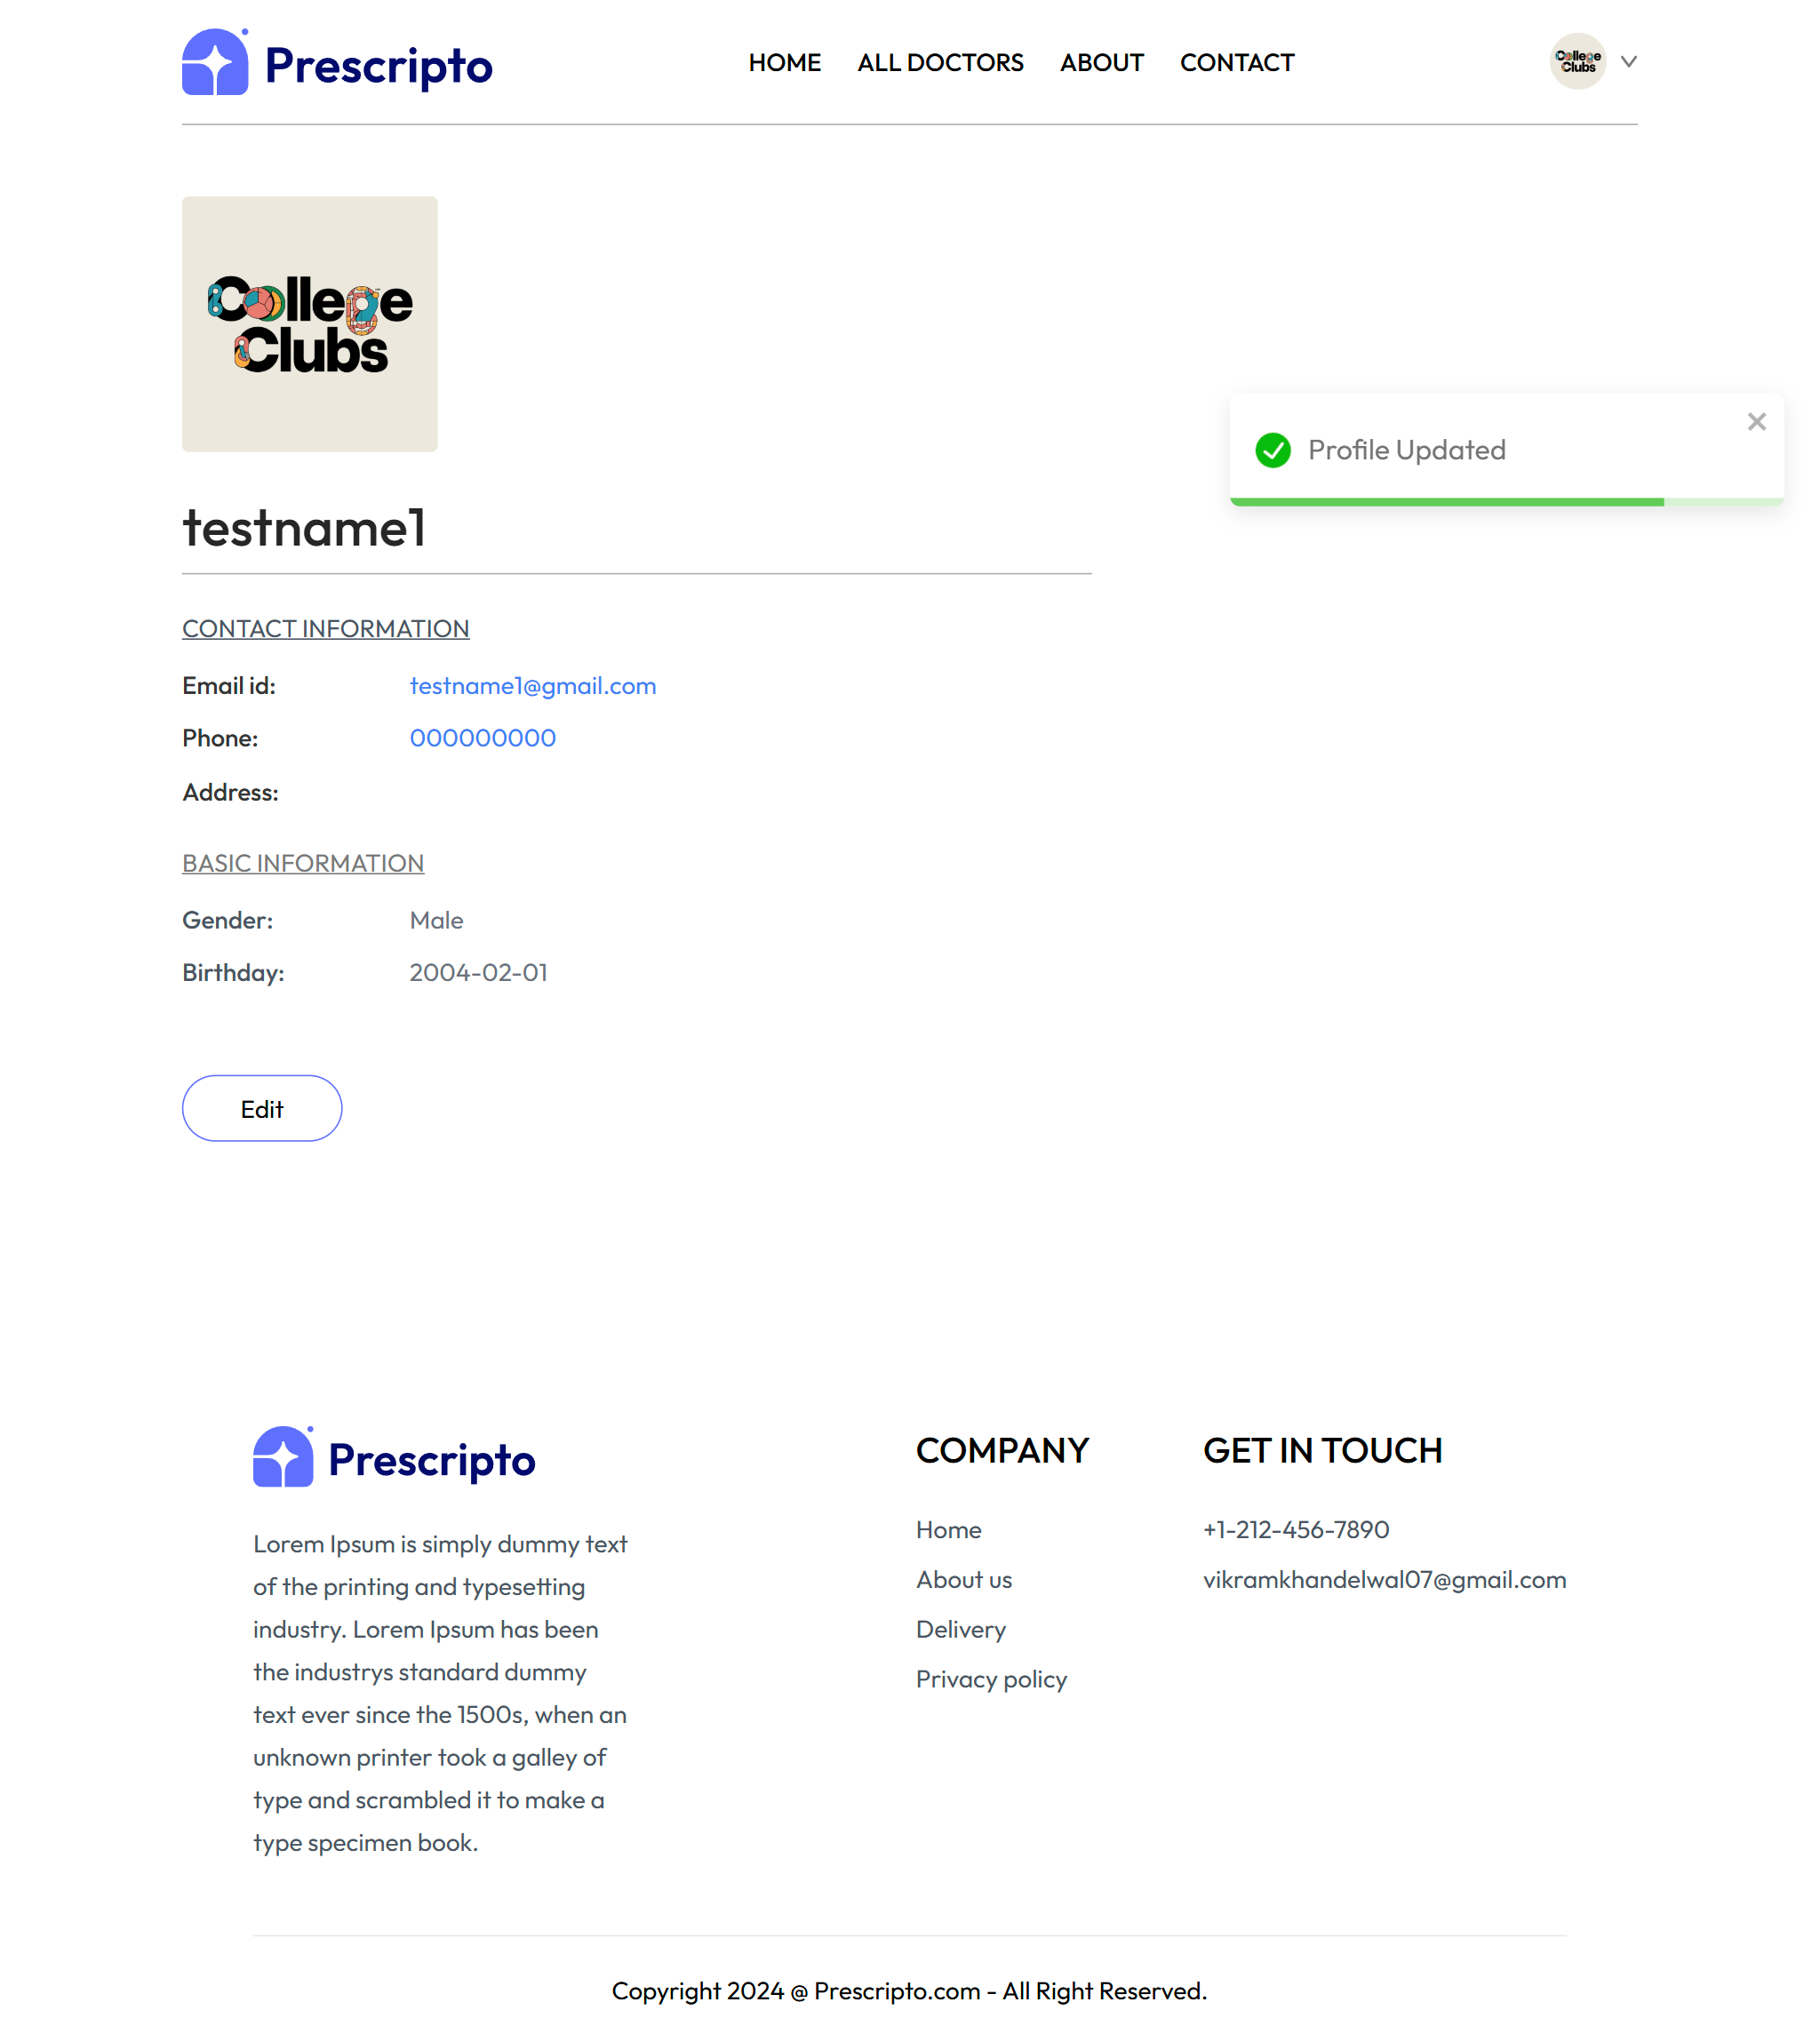 Prescripto
HOME ALL DOCTORS ABOUT CONTACT
College
Clubs
College
Clubs
Profile Updated
testname1
CONTACT INFORMATION
Email id: testname1@gmail.com
Phone: 000000000
Address:
BASIC INFORMATION
Gender: Male
Birthday: 2004-02-01
Edit
Prescripto
Lorem Ipsum is simply dummy text
of the printing and typesetting
industry. Lorem Ipsum has been
the industrys standard dummy
text ever since the 1500s, when an
unknown printer took a galley of
type and scrambled it to make a
type specimen book.
COMPANY
Home
About us
Delivery
Privacy policy
GET IN TOUCH
+1-212-456-7890
vikramkhandelwal07@gmail.com
Copyright 2024 @ Prescripto.com - All Right Reserved.